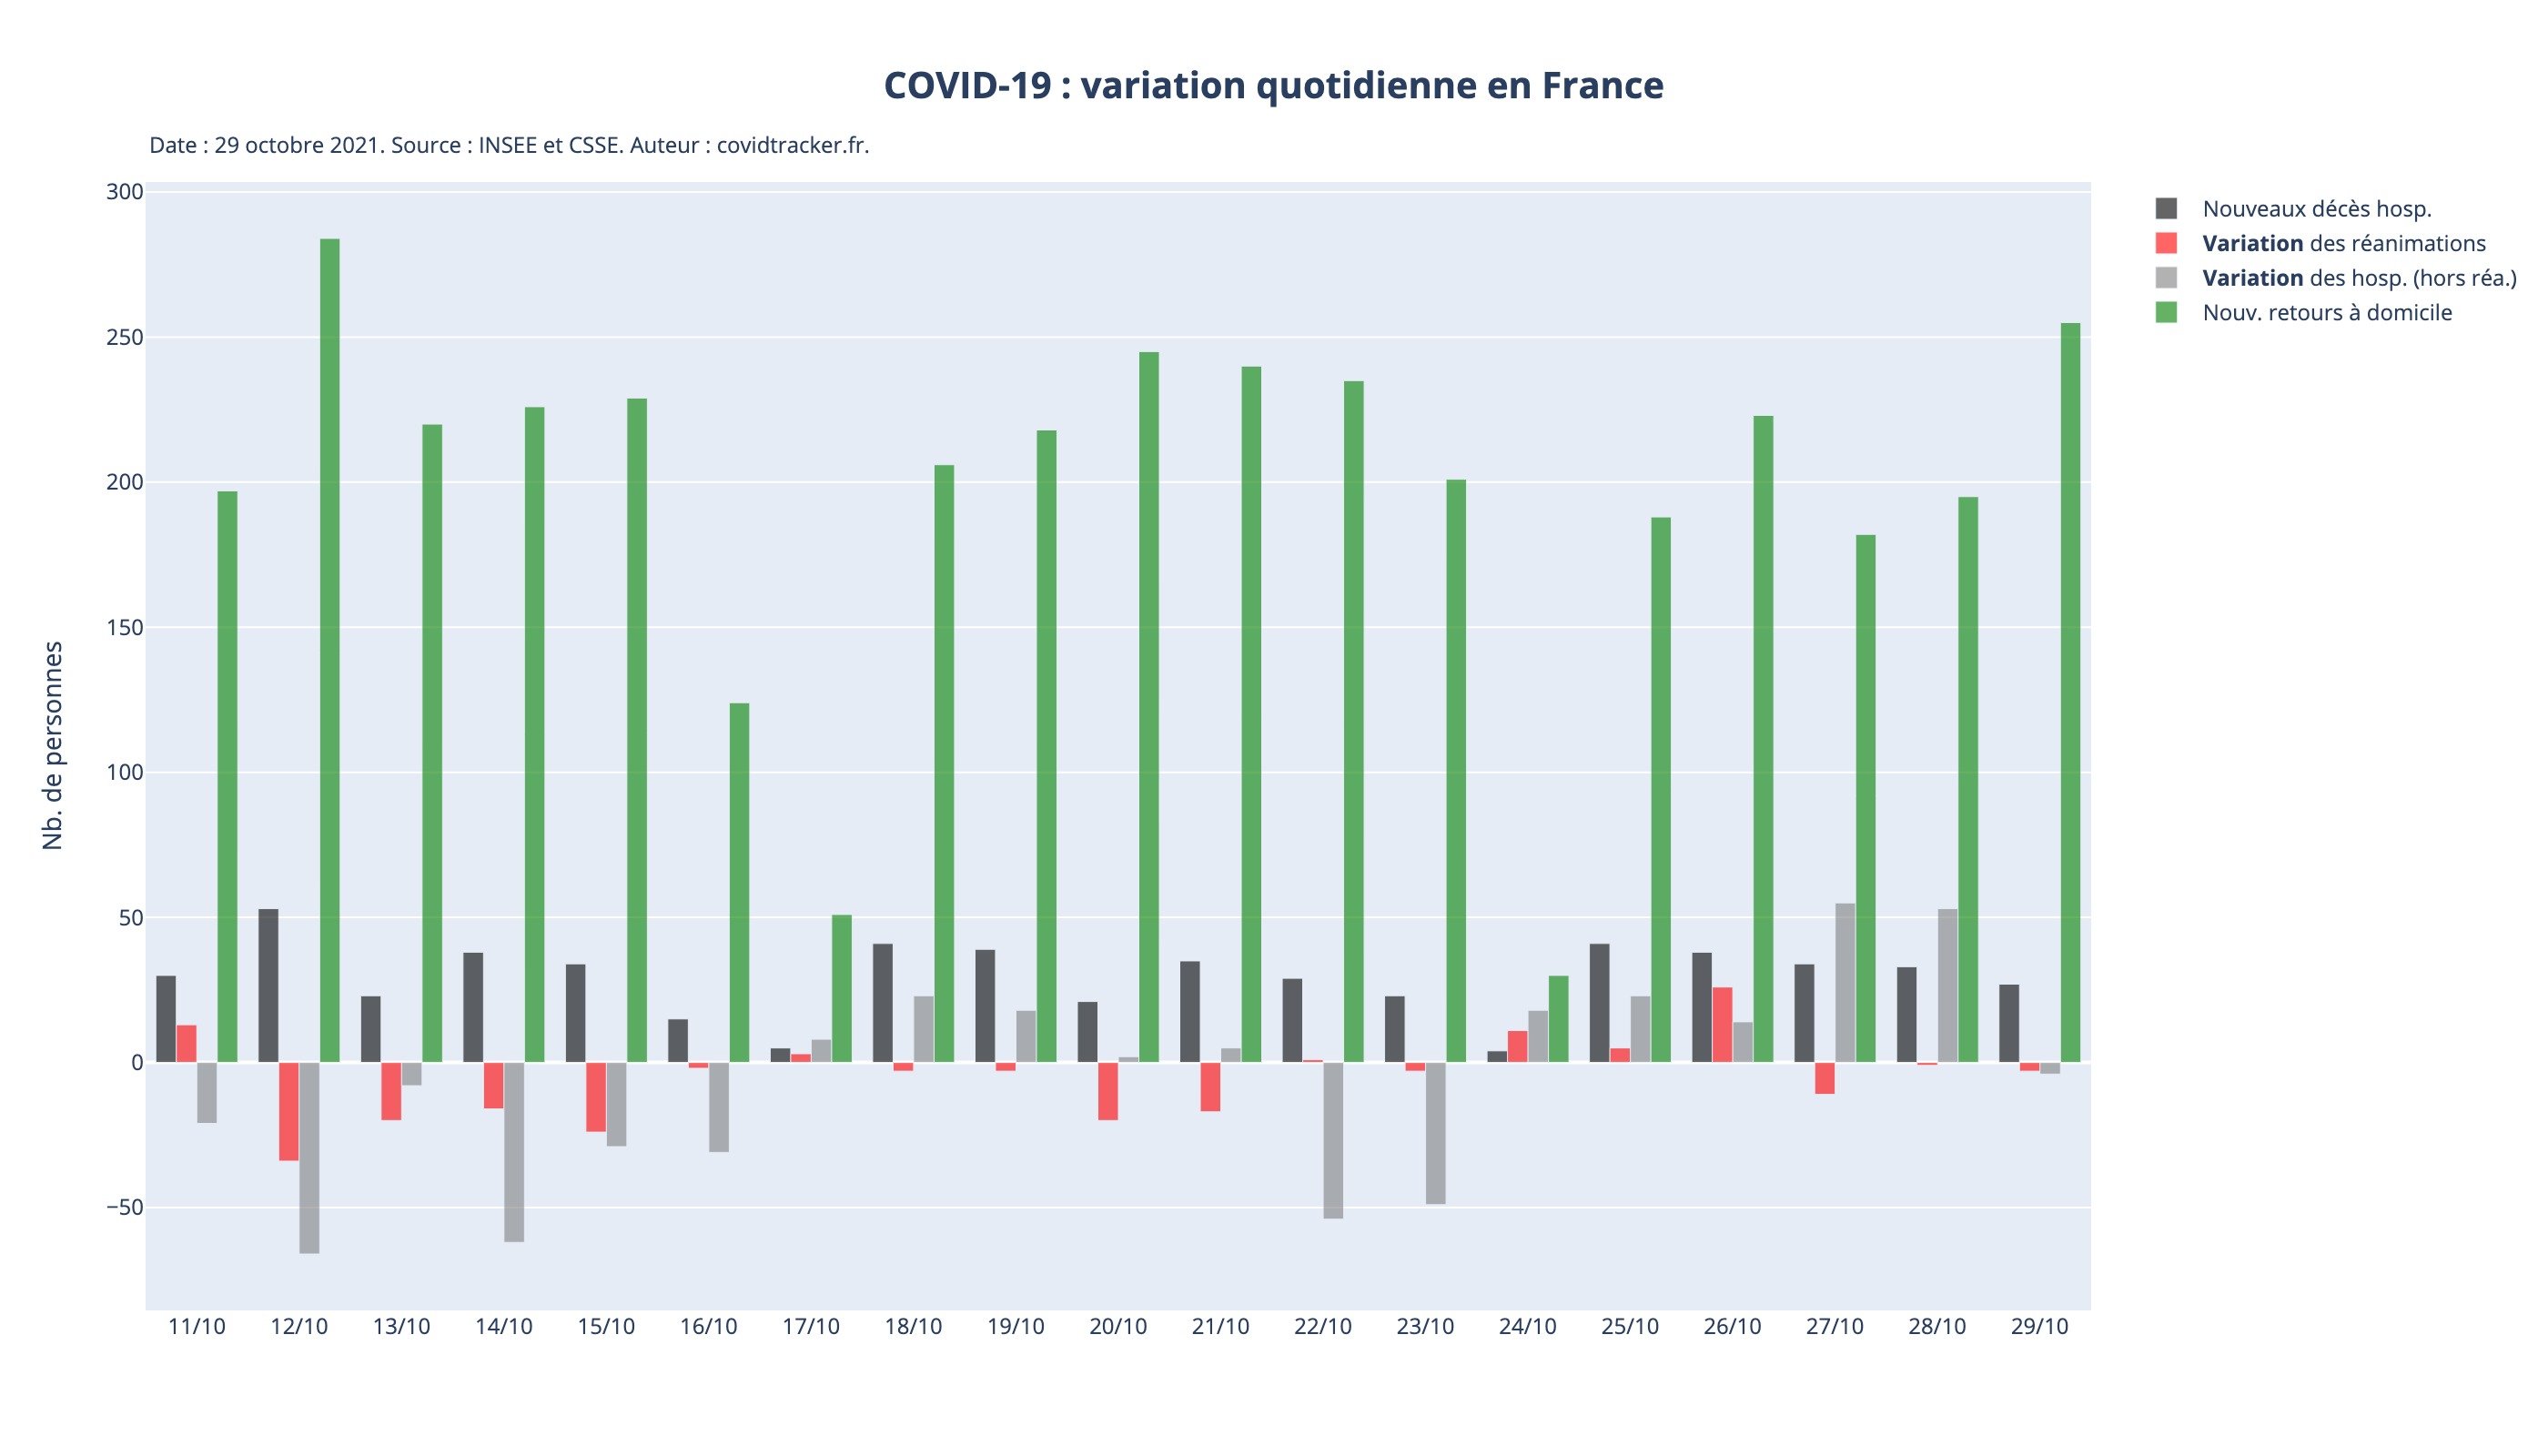 COVID-19 : variation quotidienne en France
Date : 29 octobre 2021. Source : INSEE et CSSE. Auteur : covidtracker.fr.
Nb. de personnes
300
250
200
150
100
50
0
−50
11/10 12/10 13/10 14/10 15/10 16/10 17/10 18/10 19/10 20/10 21/10 22/10 23/10 24/10 25/10 26/10 27/10 28/10 29/10
Nouveaux décès hosp.
Variation des réanimations
Variation des hosp. (hors réa.)
Nouv. retours à domicile